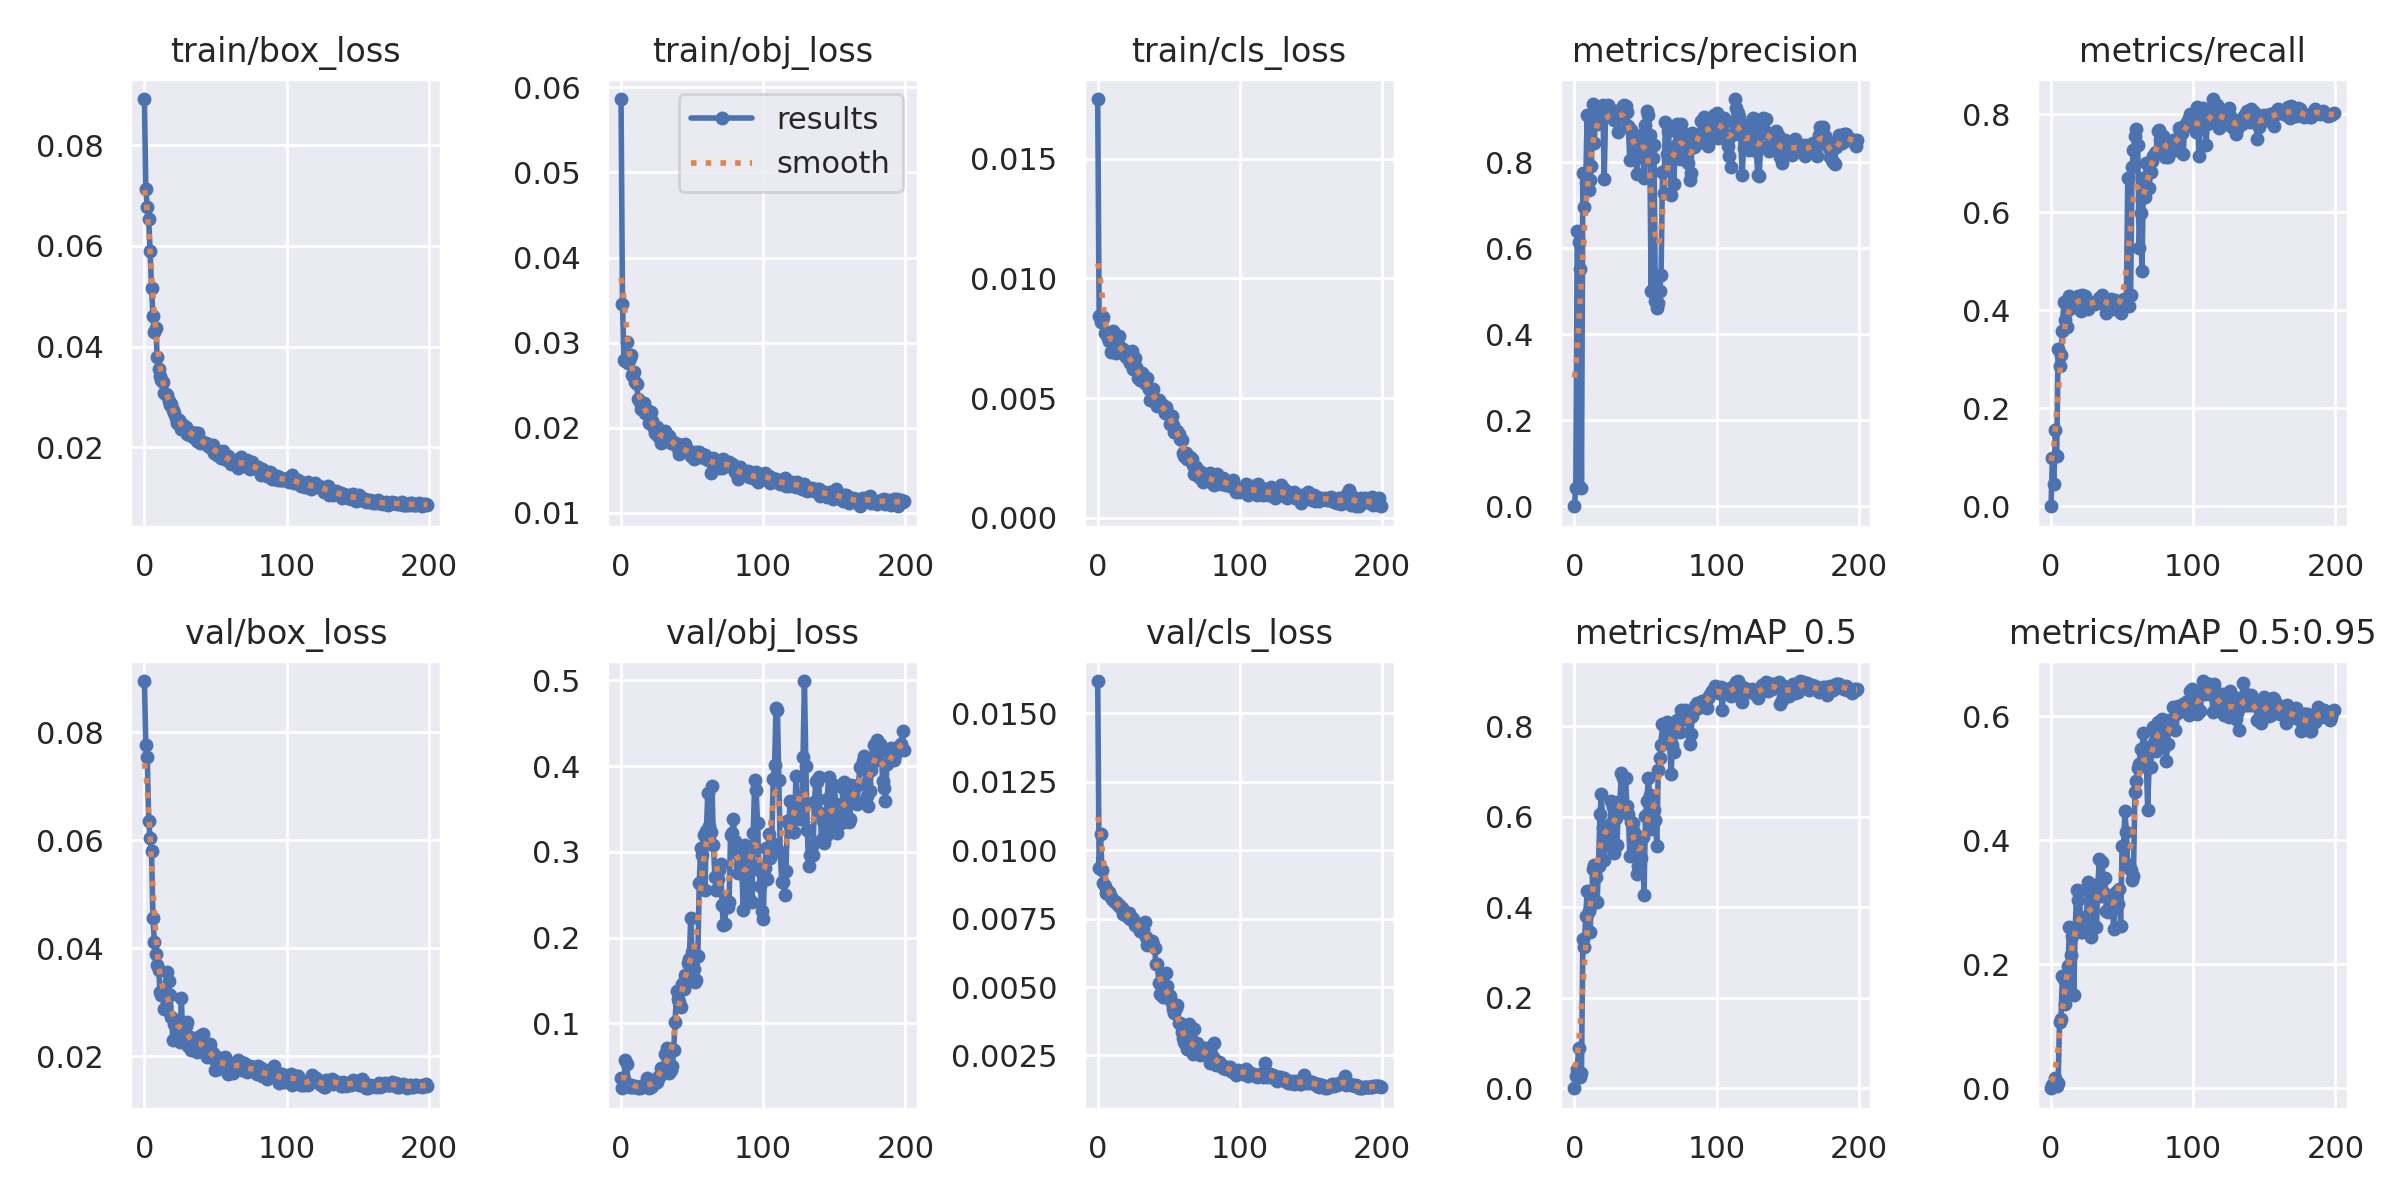 train/box_loss
0.08
0.06
0.04
0.02
0 100 200
train/obj_loss
results
smooth
0.06
0.05
0.04
0.03
0.02
0.01
0 100 200
train/cls_loss
0.015
0.010
0.005
0.000
0 100 200
metrics/precision
0.8
0.6
0.4
0.2
0.0
0 100 200
metrics/recall
0.8
0.6
0.4
0.2
0.0
0 100 200
val/box_loss
0.08
0.06
0.04
0.02
0 100 200
val/obj_loss
0.5
0.4
0.3
0.2
0.1
0 100 200
val/cls_loss
0.0150
0.0125
0.0100
0.0075
0.0050
0.0025
0 100 200
metrics/mAP_0.5
0.8
0.6
0.4
0.2
0.0
0 100 200
metrics/mAP_0.5:0.95
0.6
0.4
0.2
0.0
0 100 200